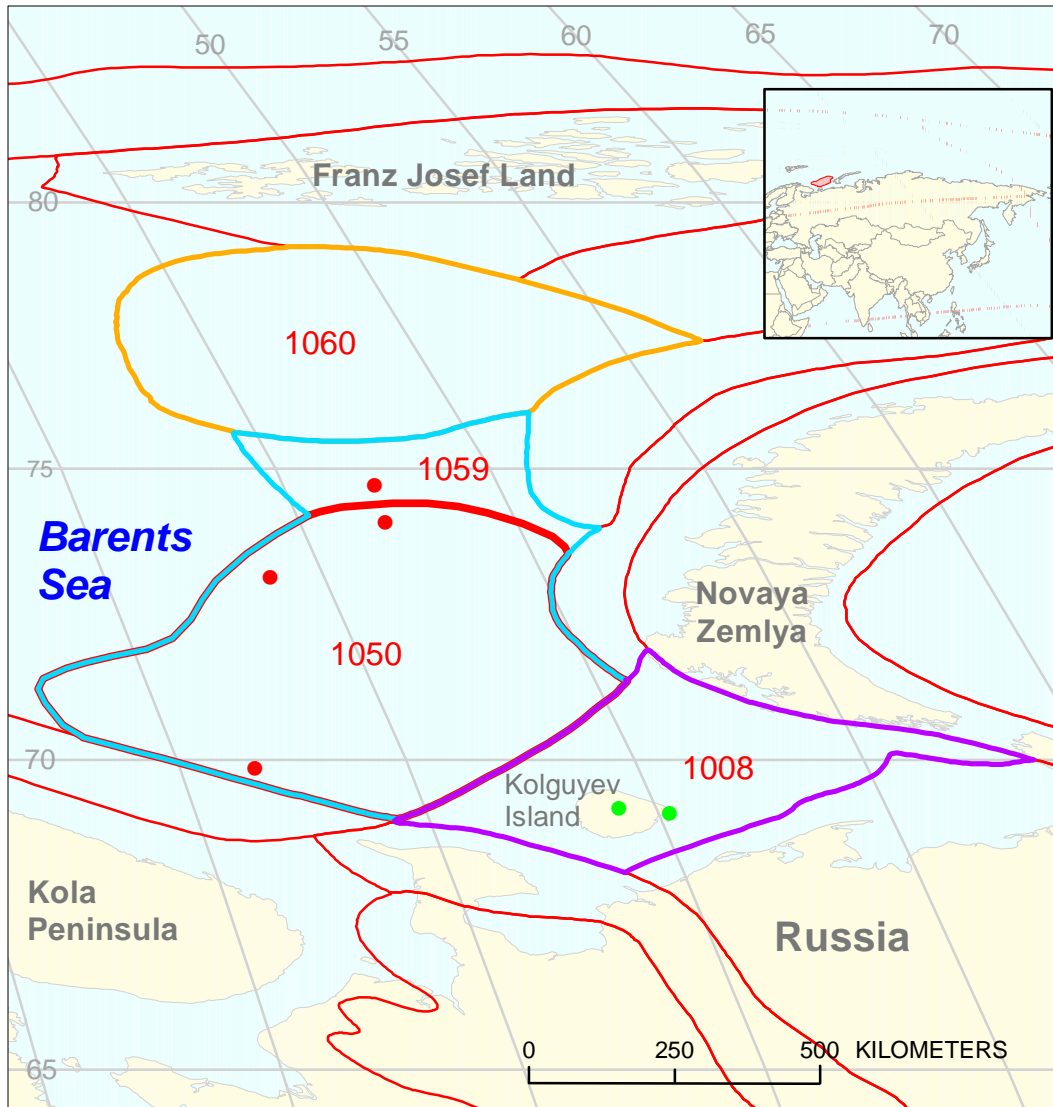 50
55
60
65
70
Franz Josef Land
80
1060
1059
75
Barents
Sea
Novaya
Zemlya
1050
70
1008
Kolguyev
Island
Kola
Peninsula
Russia
0 250 500 KILOMETERS
65